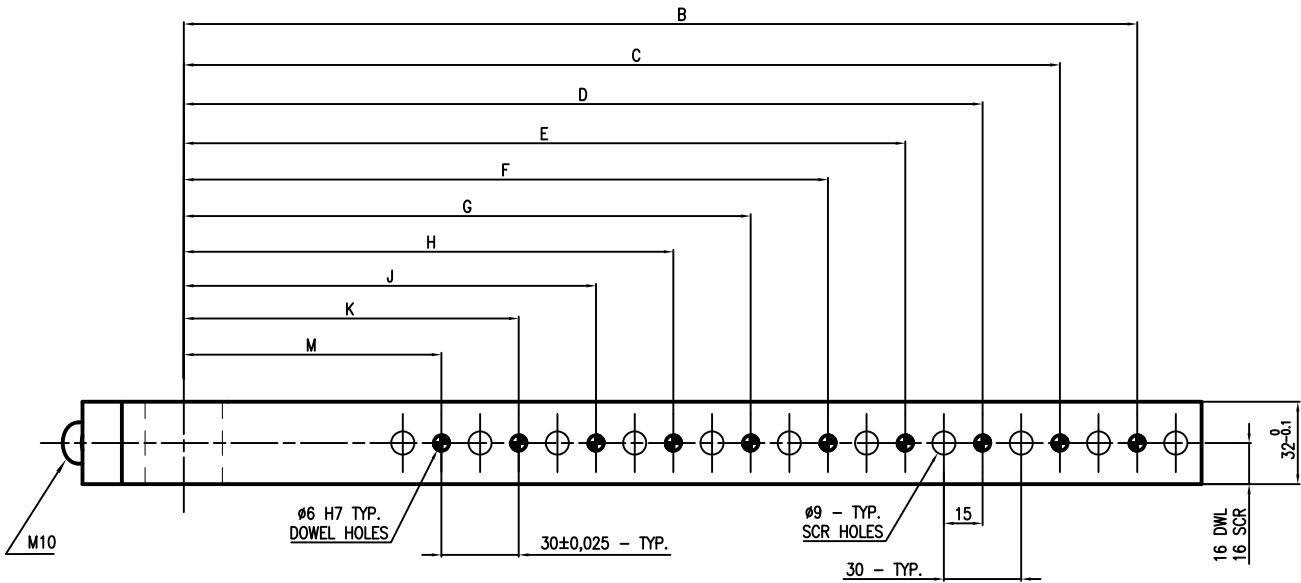 B
C
D
E
F
G
H
J
K
M
M10
ø6 H7 TYP.
DOWEL HOLES
30±0,025 - TYP.
ø9 - TYP.
SCR HOLES
15
30 - TYP.
16 DWL
16 SCR
32 0 -0.1